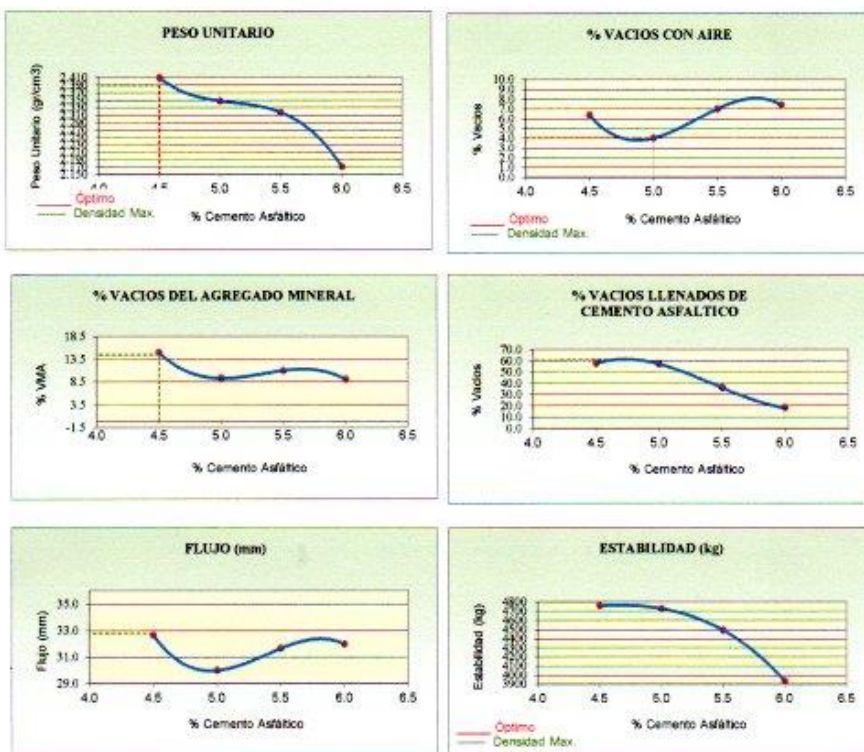 PESO UNITARIO
Peso Unitario (gr/cm3)
2.410
4.0 4.5 5.0 5.5 6.0 6.5
Óptimo
Densidad Max.
% Cemento Asfáltico
% VACIOS CON AIRE
% Vacios
10.0
9.0
8.0
7.0
6.0
5.0
4.0
3.0
2.0
1.0
0.0
4.0 4.5 5.0 5.5 6.0 6.5
% Cemento Asfáltico
Óptimo
Densidad Max.
% VACIOS DEL AGREGADO MINERAL
% VMA
18.5
13.5
8.5
3.5
-1.5
4.0 4.5 5.0 5.5 6.0 6.5
% Cemento Asfáltico
% VACIOS LLENADOS DE
CEMENTO ASFALTICO
% Vacios
70.0
60.0
50.0
40.0
30.0
20.0
10.0
0.0
4.0 4.5 5.0 5.5 6.0 6.5
% Cemento Asfáltico
FLUJO (mm)
Flujo (mm)
35.0
33.0
31.0
29.0
4.0 4.5 5.0 5.5 6.0 6.5
% Cemento Asfáltico
ESTABILIDAD (kg)
Estabilidad (kg)
4800
4400
3900
4.0 4.5 5.0 5.5 6.0 6.5
% Cemento Asfáltico
Óptimo
Densidad Max.